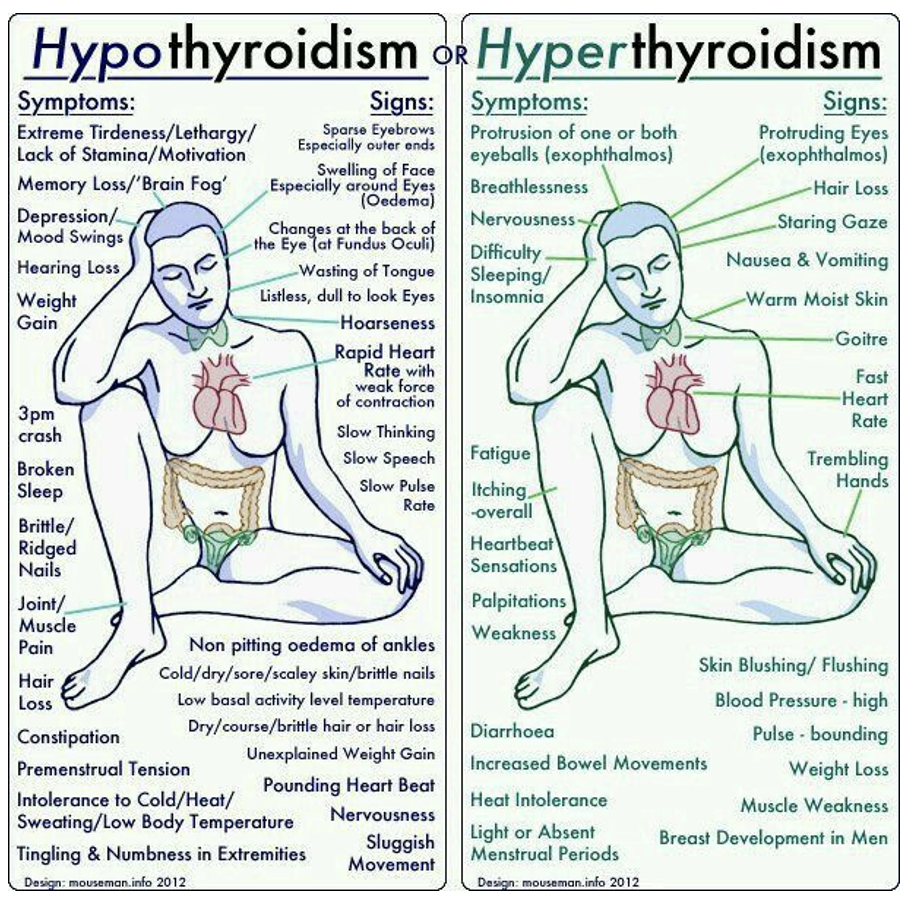 Hypothyroidism OR Hyperthyroidism
Symptoms:
Extreme Tirdeness/Lethargy/
Lack of Stamina/Motivation
Memory Loss/'Brain Fog'
Depression/
Mood Swings
Hearing Loss
Weight
Gain
3pm
crash
Broken
Sleep
Brittle/
Ridged
Nails
Joint/
Muscle
Pain
Hair
Loss
Constipation
Premenstrual Tension
Intolerance to Cold/Heat/
Sweating/Low Body Temperature
Tingling & Numbness in Extremities
Signs:
Sparse Eyebrows
Especially outer ends
Swelling of Face
Especially around Eyes
(Oedema)
Changes at the back of
the Eye (at Fundus Oculi)
Wasting of Tongue
Listless, dull to look Eyes
Hoarseness
Rapid Heart
Rate with
weak force
of contraction
Slow Thinking
Slow Speech
Slow Pulse
Rate
Non pitting oedema of ankles
Cold/dry/sore/scaley skin/brittle nails
Low basal activity level temperature
Dry/course/brittle hair or hair loss
Unexplained Weight Gain
Pounding Heart Beat
Nervousness
Sluggish
Movement
Design: mouseman.info 2012
Symptoms:
Protrusion of one or both
eyeballs (exophthalmos)
Breathlessness
Nervousness
Difficulty
Sleeping/
Insomnia
Fatigue
Itching
-overall
Heartbeat
Sensations
Palpitations
Weakness
Diarrhoea
Increased Bowel Movements
Heat Intolerance
Light or Absent
Menstrual Periods
Signs:
Protruding Eyes
(exophthalmos)
Hair Loss
Staring Gaze
Nausea & Vomiting
Warm Moist Skin
Goitre
Fast
Heart
Rate
Trembling
Hands
Skin Blushing/ Flushing
Blood Pressure - high
Pulse - bounding
Weight Loss
Muscle Weakness
Breast Development in Men
Design: mouseman.info 2012